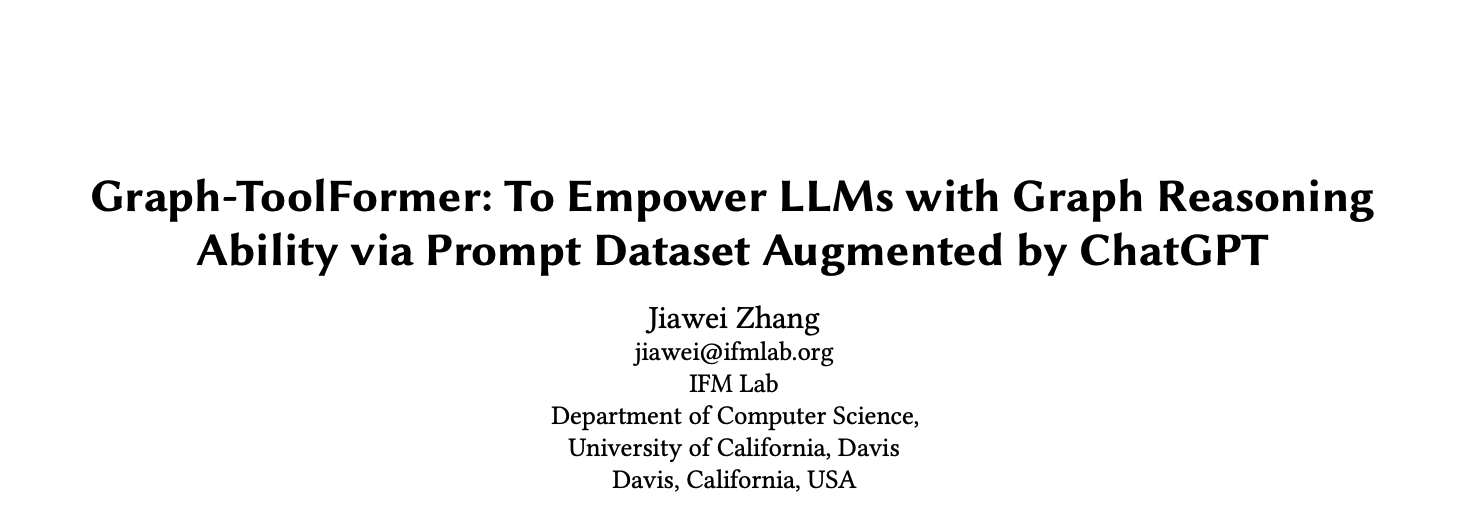 Graph-ToolFormer: To Empower LLMs with Graph Reasoning
Ability via Prompt Dataset Augmented by ChatGPT
Jiawei Zhang
jiawei@ifmlab.org
IFM Lab
Department of Computer Science,
University of California, Davis
Davis, California, USA